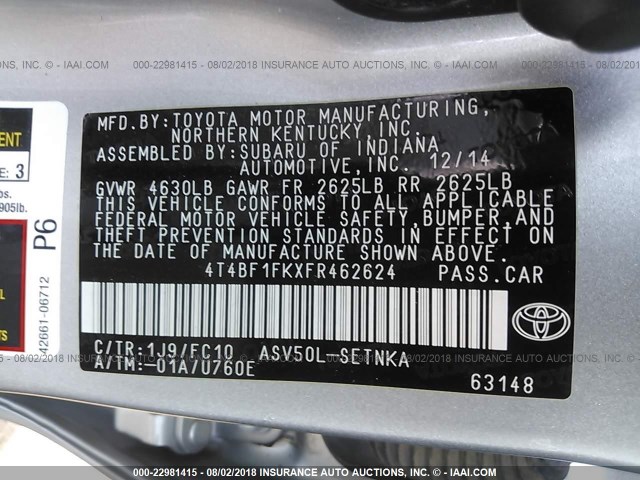 000-22981415 - 08/02/2018 INSURANCE AUTO AUCTIONS, INC. - © IAAI.COM
MFD.BY:TOYOTA MOTOR MANUFACTURING,
NORTHERN KENTUCKY,INC.
ASSEMBLED BY:SUBARU OF INDIANA
AUTOMOTIVE,INC. 12/14
GVWR 4630LB GAWR FR 2625LB RR 2625LB
THIS VEHICLE CONFORMS TO ALL APPLICABLE
FEDERAL MOTOR VEHICLE SAFETY,BUMPER,AND
THEFT PREVENTION STANDARDS IN EFFECT ON THE
DATE OF MANUFACTURE SHOWN ABOVE.
4T4BF1FKXFR462624 PASS.CAR
C/TR:1J9/FC10 ASV50L-SETNKA
A/TM:-01A/U760E
63148
E: 3
905lb.
P6
42661-06712
000-22981415 - 08/02/2018 INSURANCE AUTO AUCTIONS, INC. - © IAAI.COM